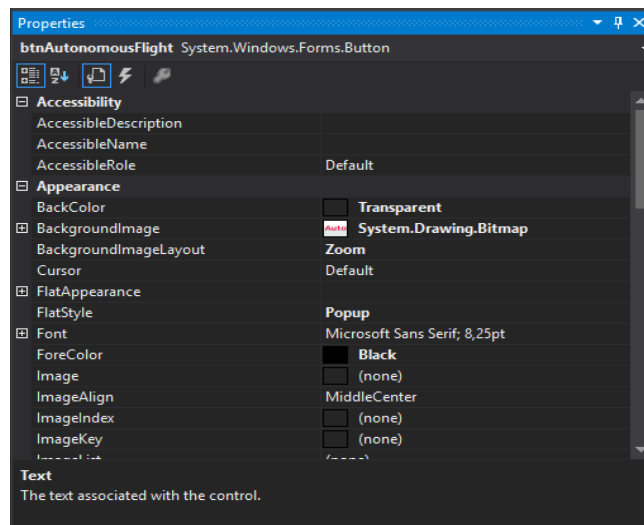 Properties
btnAutonomousFlight System.Windows.Forms.Button
Accessibility
AccessibleDescription
AccessibleName
AccessibleRole Default
Appearance
BackColor Transparent
BackgroundImage Auto System.Drawing.Bitmap
BackgroundImageLayout Zoom
Cursor Default
FlatAppearance
FlatStyle Popup
Font Microsoft Sans Serif; 8,25pt
ForeColor Black
Image (none)
ImageAlign MiddleCenter
ImageIndex (none)
ImageKey (none)
ImageList (none)
Text
The text associated with the control.